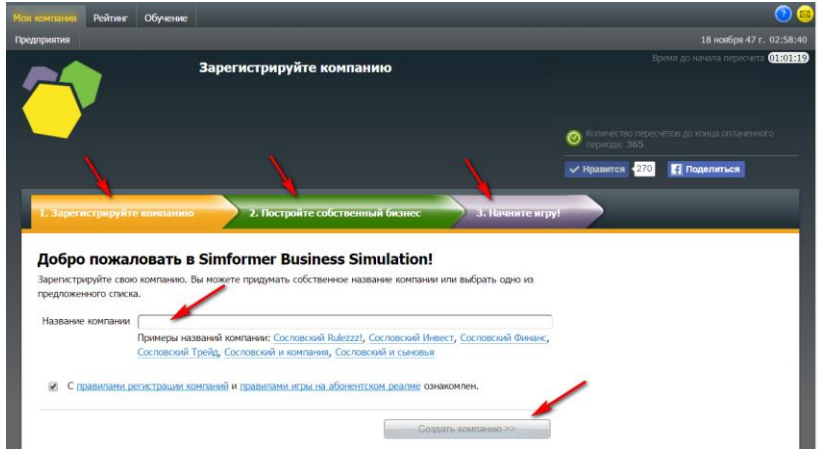 Моя компания Рейтинг Обучение
Предприятия
18 ноября 47 г. 02:58:40
Зарегистрируйте компанию
Время до начала пересчета 01:01:19
Количество пересчетов до конца оплаченного
периода: 365
Нравится 270 Поделиться
1. Зарегистрируйте компанию 2. Постройте собственный бизнес 3. Начните игру!
Добро пожаловать в Simformer Business Simulation!
Зарегистрируйте свою компанию. Вы можете придумать собственное название компании или выбрать одно из
предложенного списка.
Название компании
Примеры названий компании: Сословский Rulezzz!, Сословский Инвест, Сословский Финанс,
Сословский Трейд, Сословский и компания, Сословский и сыновья
С правилами регистрации компаний и правилами игры на абонентском реалме ознакомлен.
Создать компанию >>